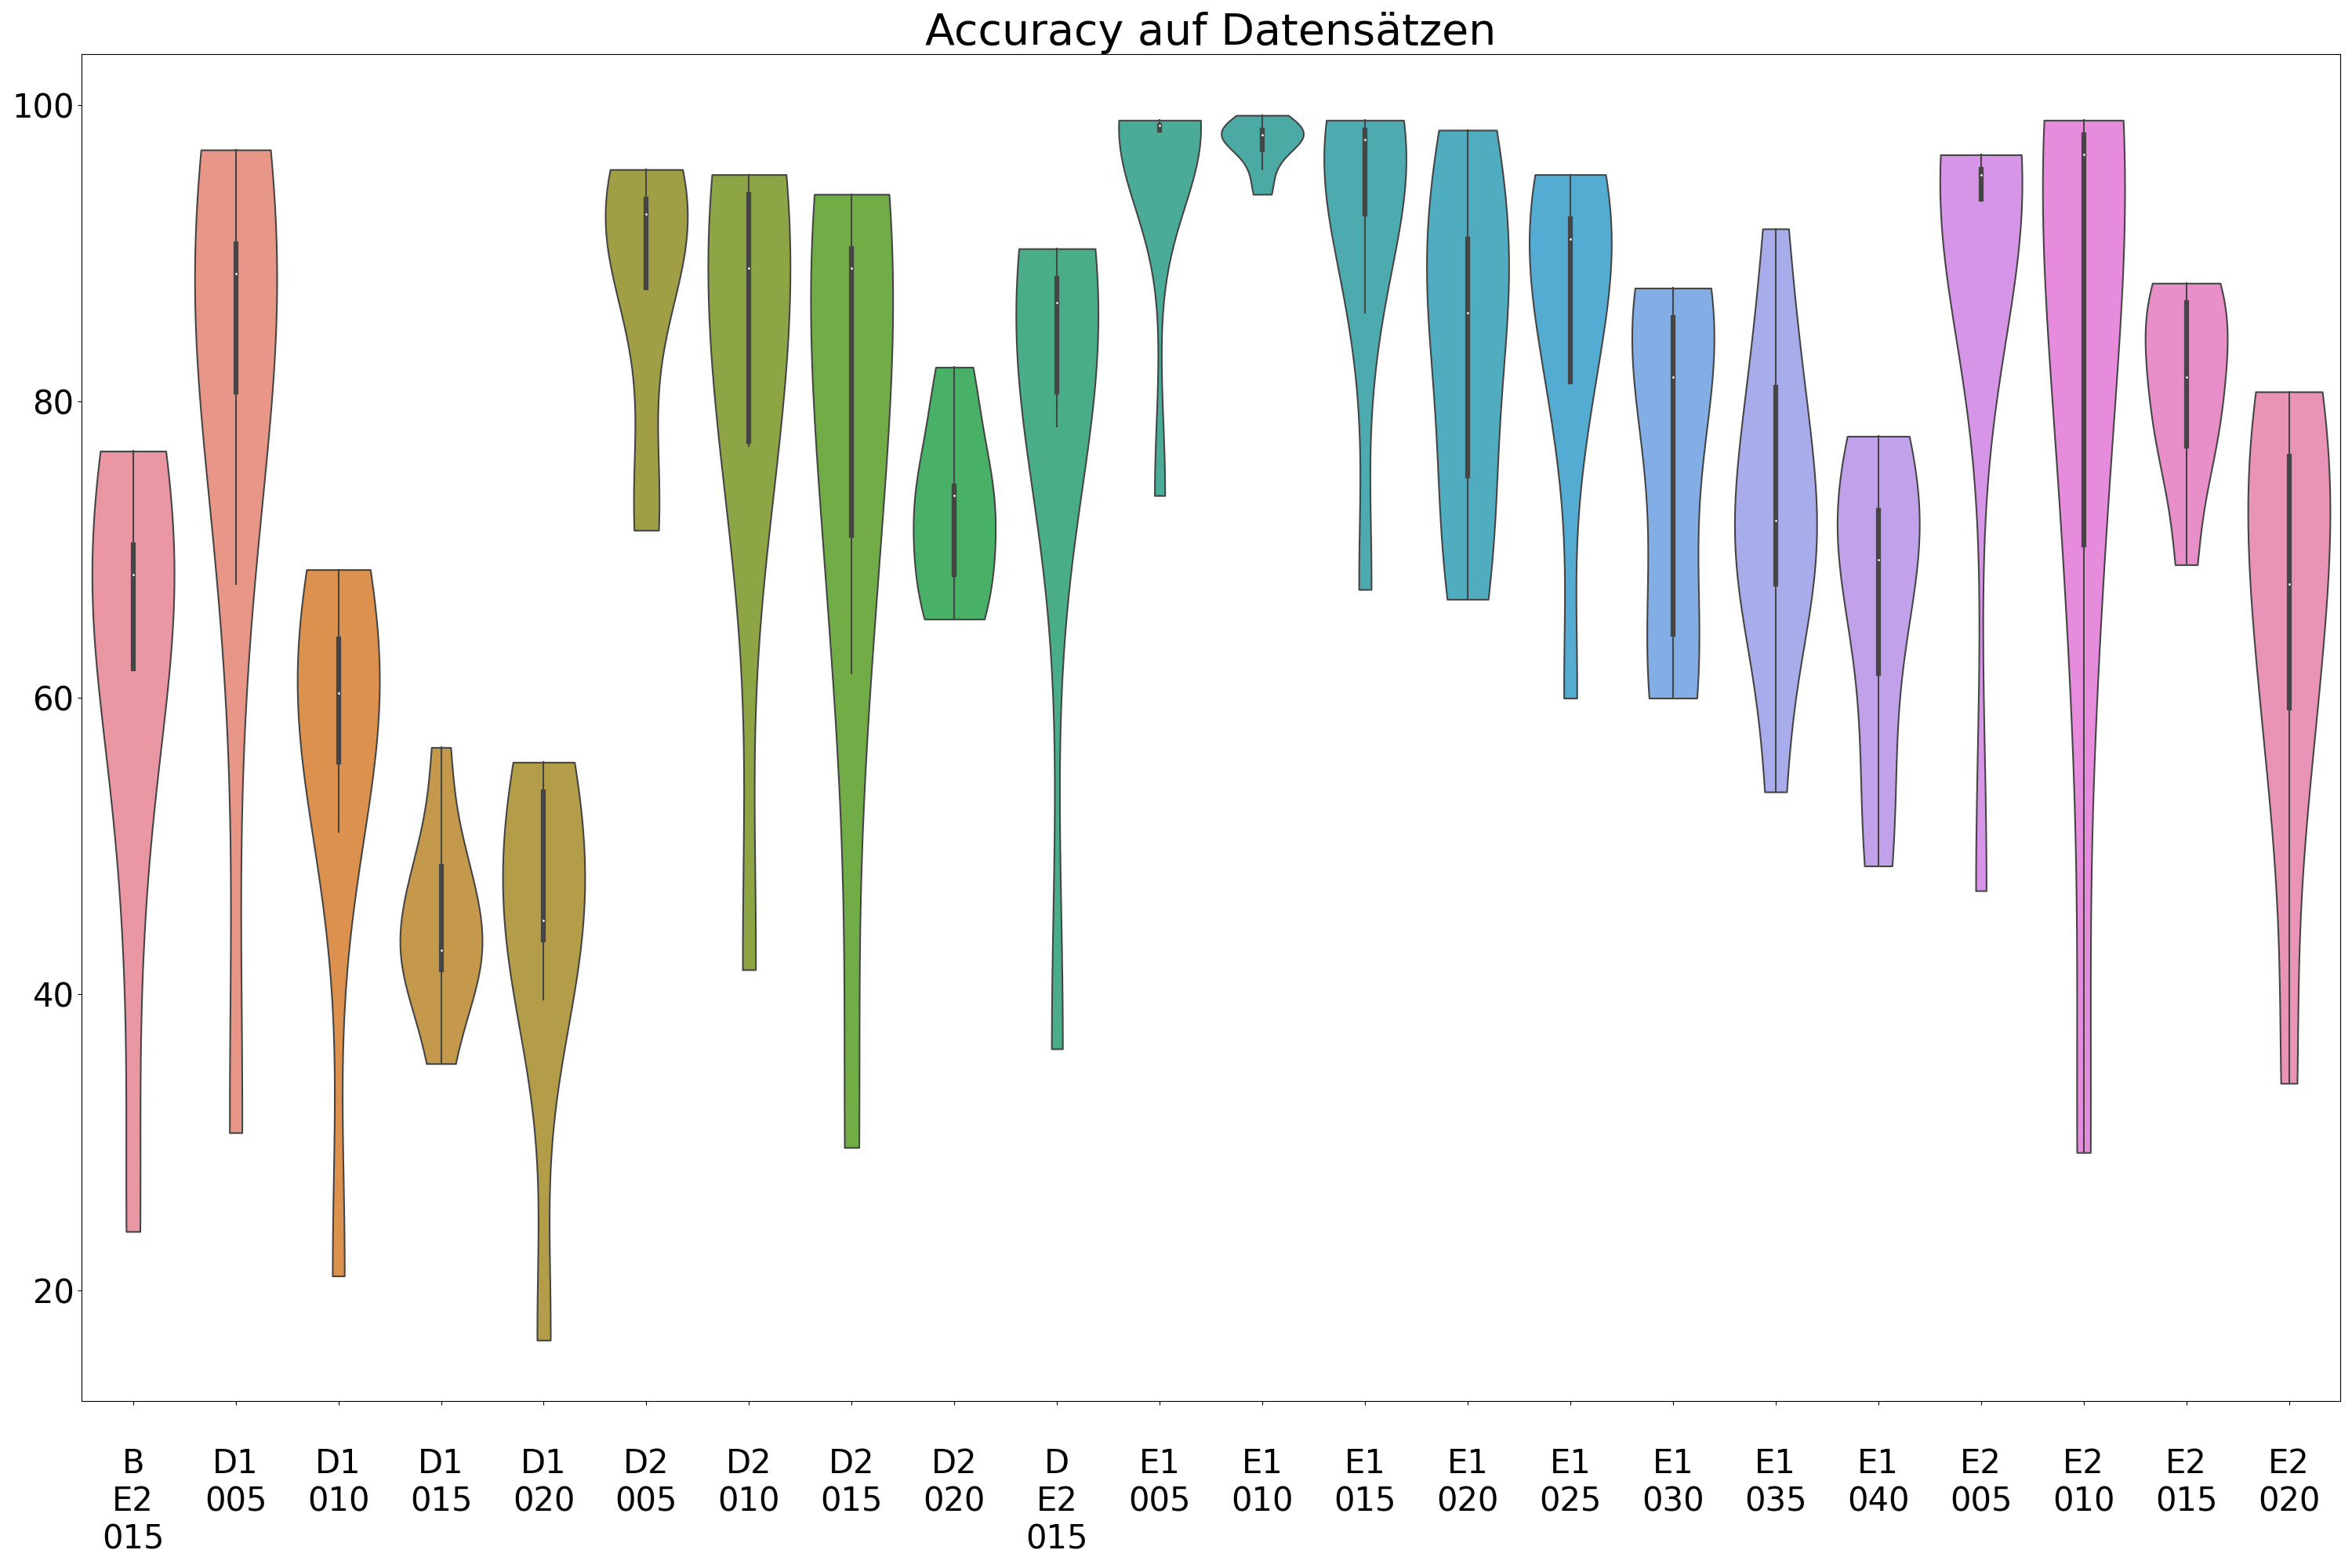 Accuracy auf Datensätzen
100
80
60
40
20
B E2 015
D1 005
D1 010
D1 015
D1 020
D2 005
D2 010
D2 015
D2 020
D E2 015
E1 005
E1 010
E1 015
E1 020
E1 025
E1 030
E1 035
E1 040
E2 005
E2 010
E2 015
E2 020